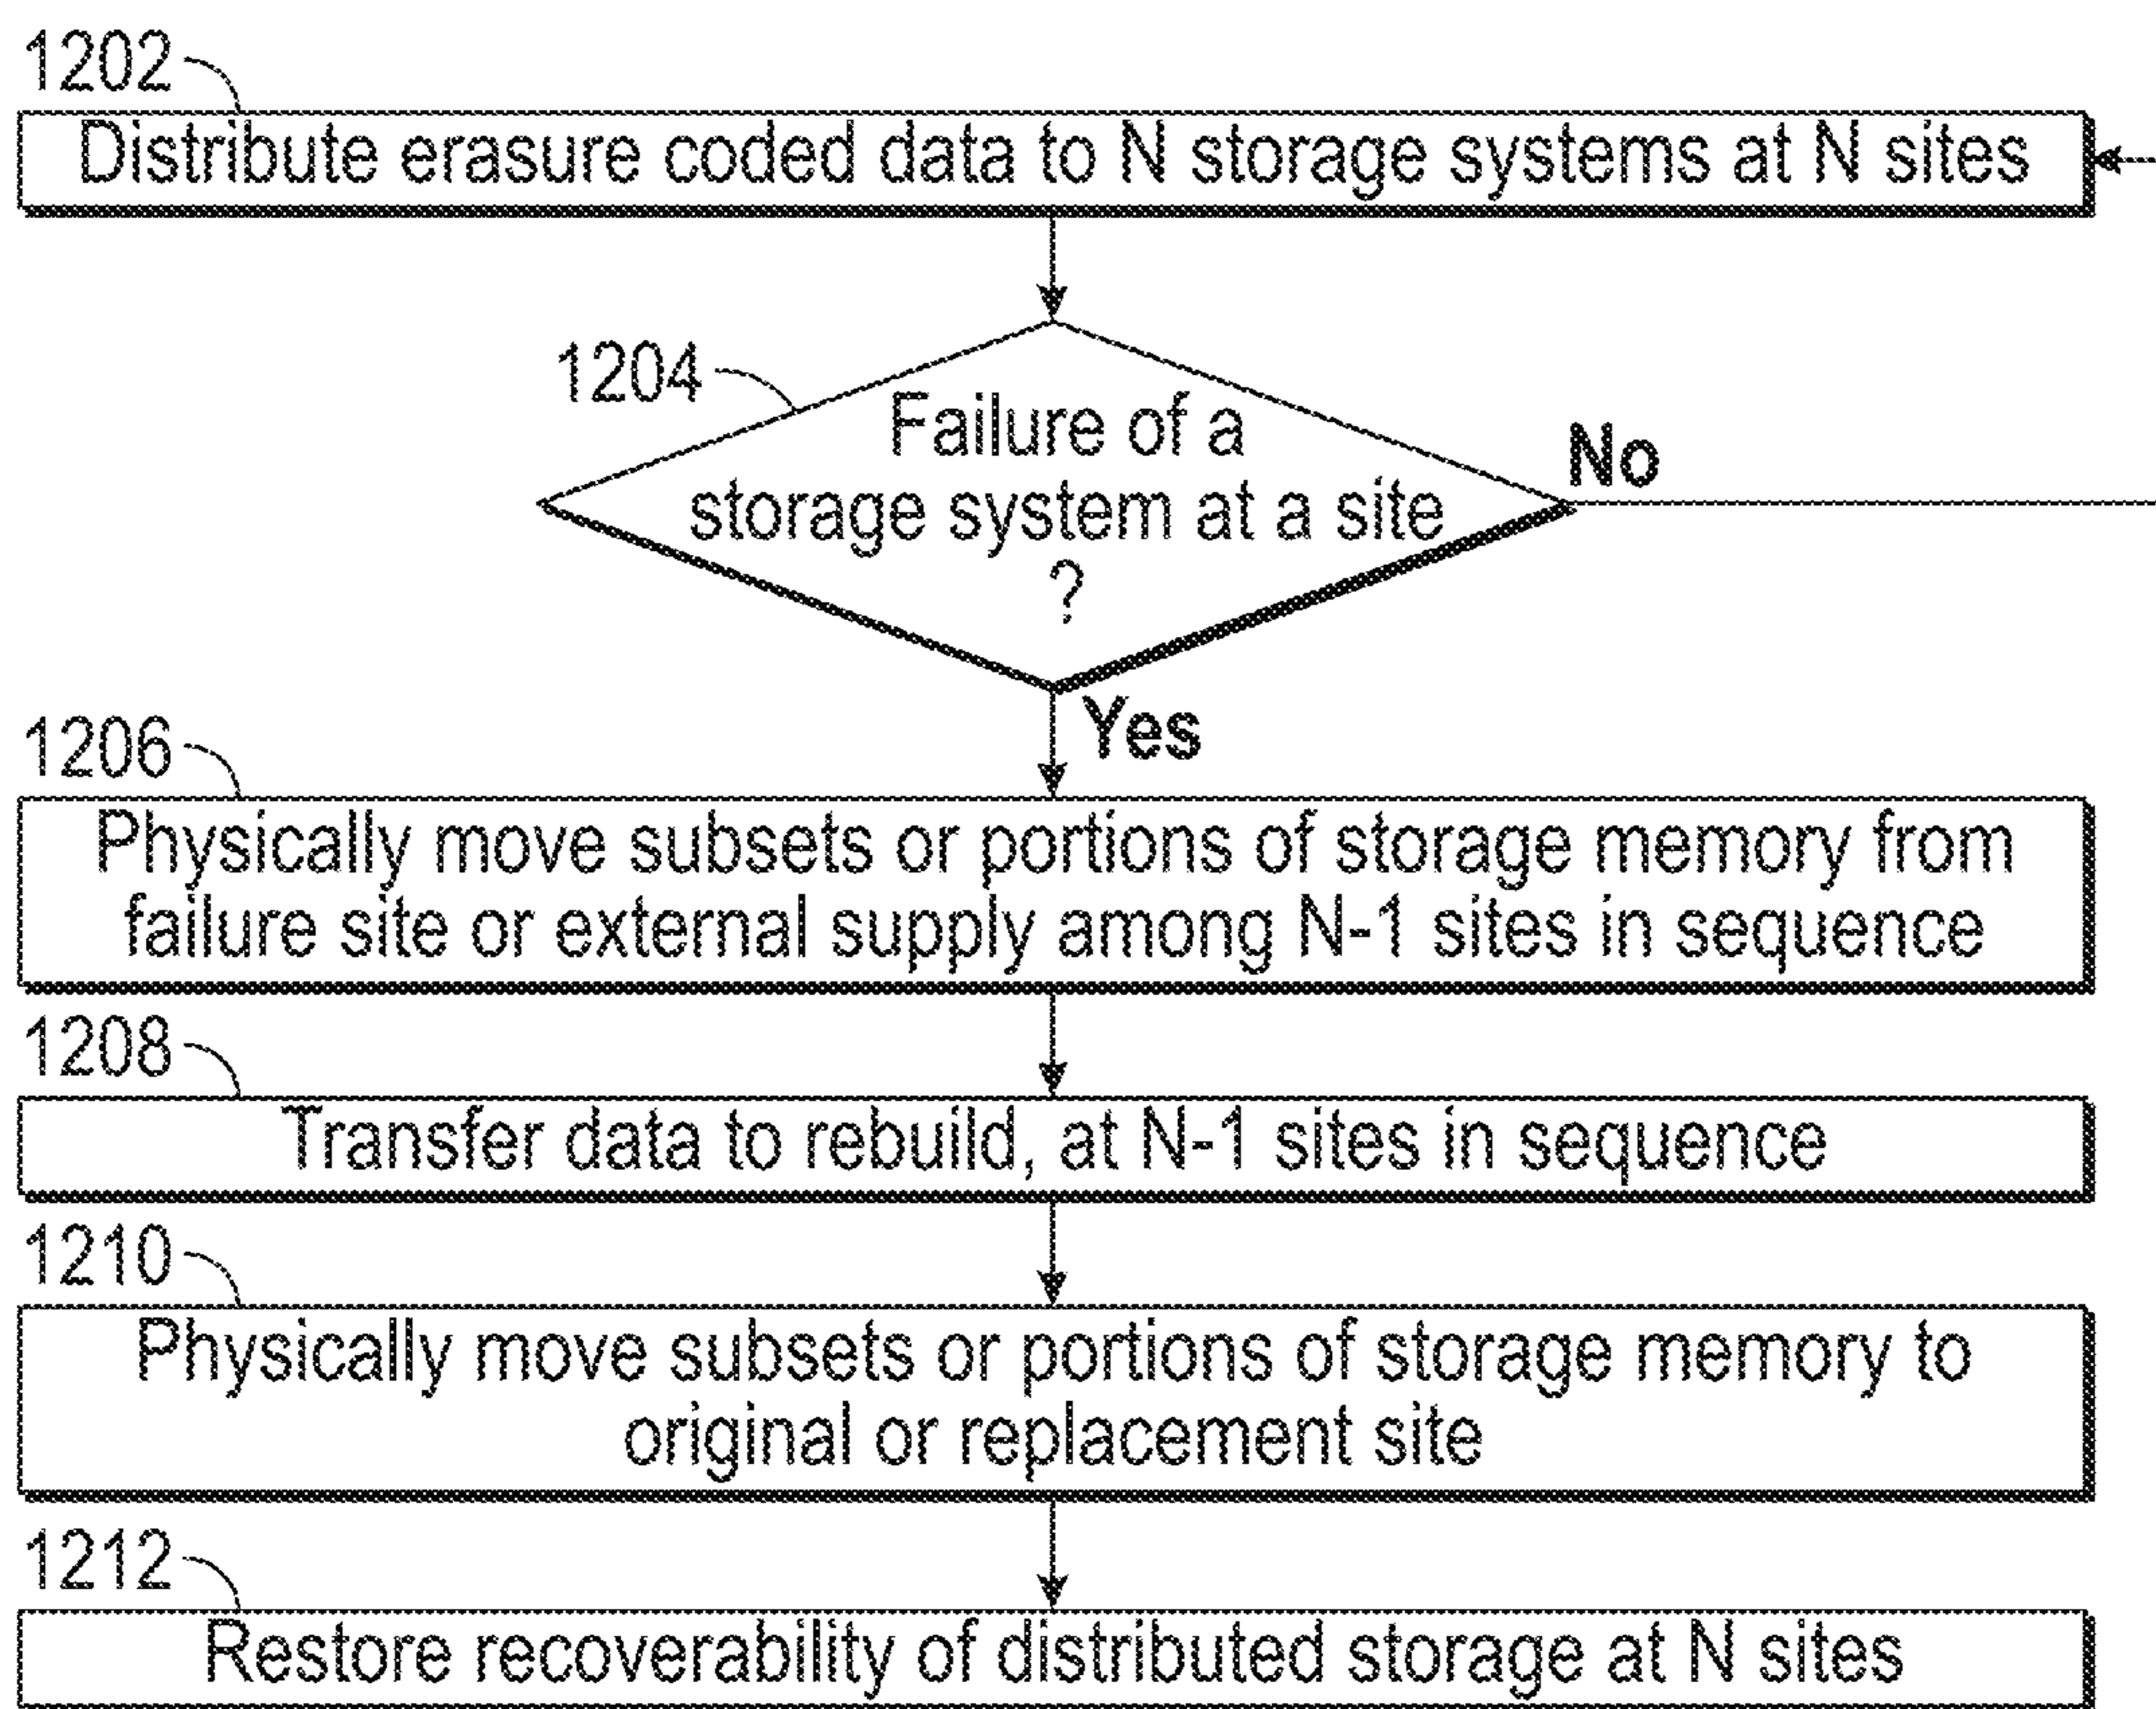 1202
Distribute erasure coded data to N storage systems at N sites
1204
Failure of a
storage system at a site
?
No
Yes
1206
Physically move subsets or portions of storage memory from
failure site or external supply among N-1 sites in sequence
1208
Transfer data to rebuild, at N-1 sites in sequence
1210
Physically move subsets or portions of storage memory to
original or replacement site
1212
Restore recoverability of distributed storage at N sites